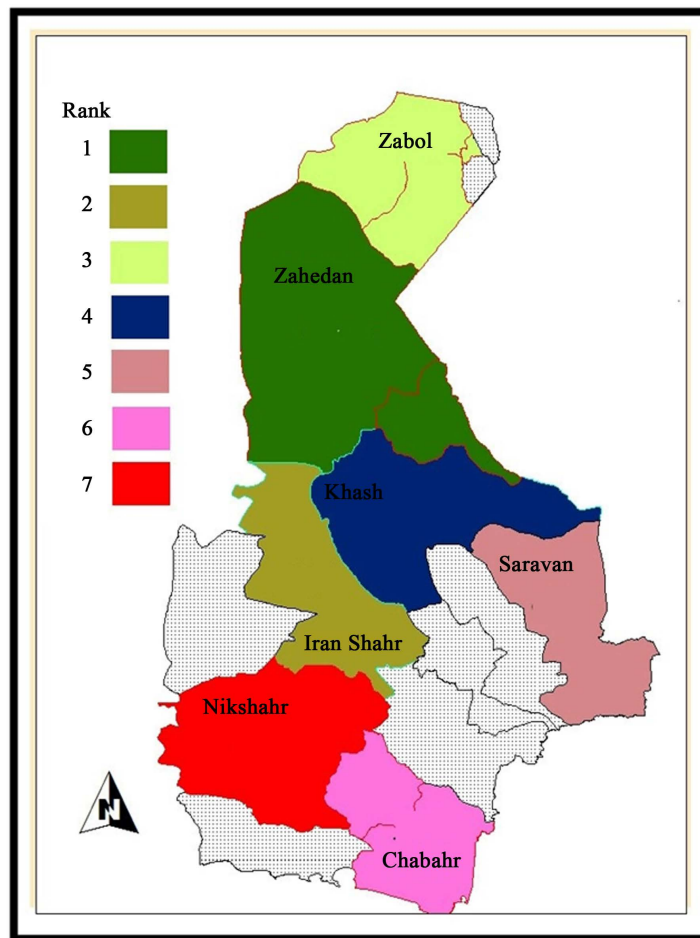 Rank
1
2
3
4
5
6
7
Zabol
Zahedan
Khash
Saravan
Iran Shahr
Nikshahr
Chabahr
N